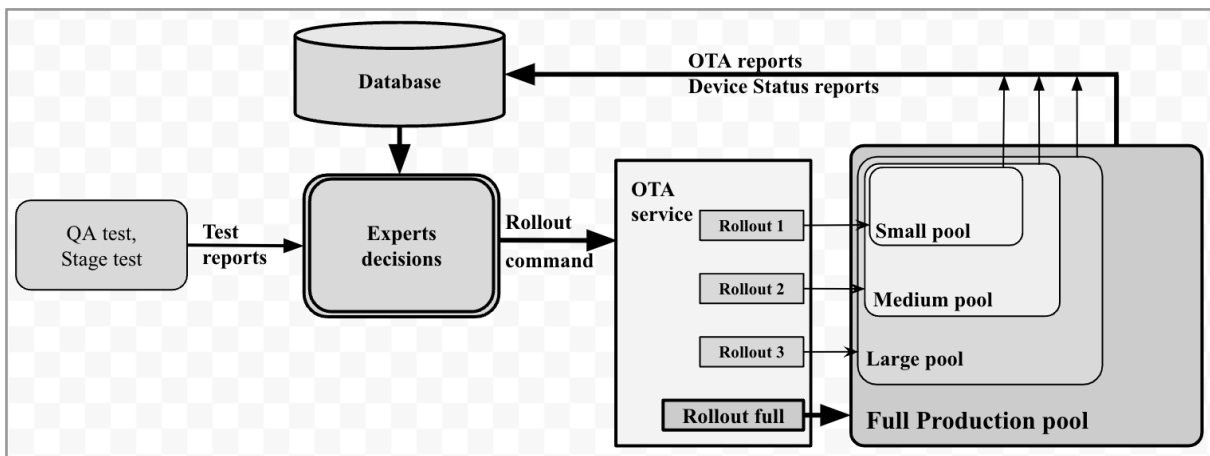 Database
OTA reports
Device Status reports
QA test,
Stage test
Test
reports
Experts
decisions
Rollout
command
OTA
service
Rollout 1
Rollout 2
Rollout 3
Rollout full
Small pool
Medium pool
Large pool
Full Production pool